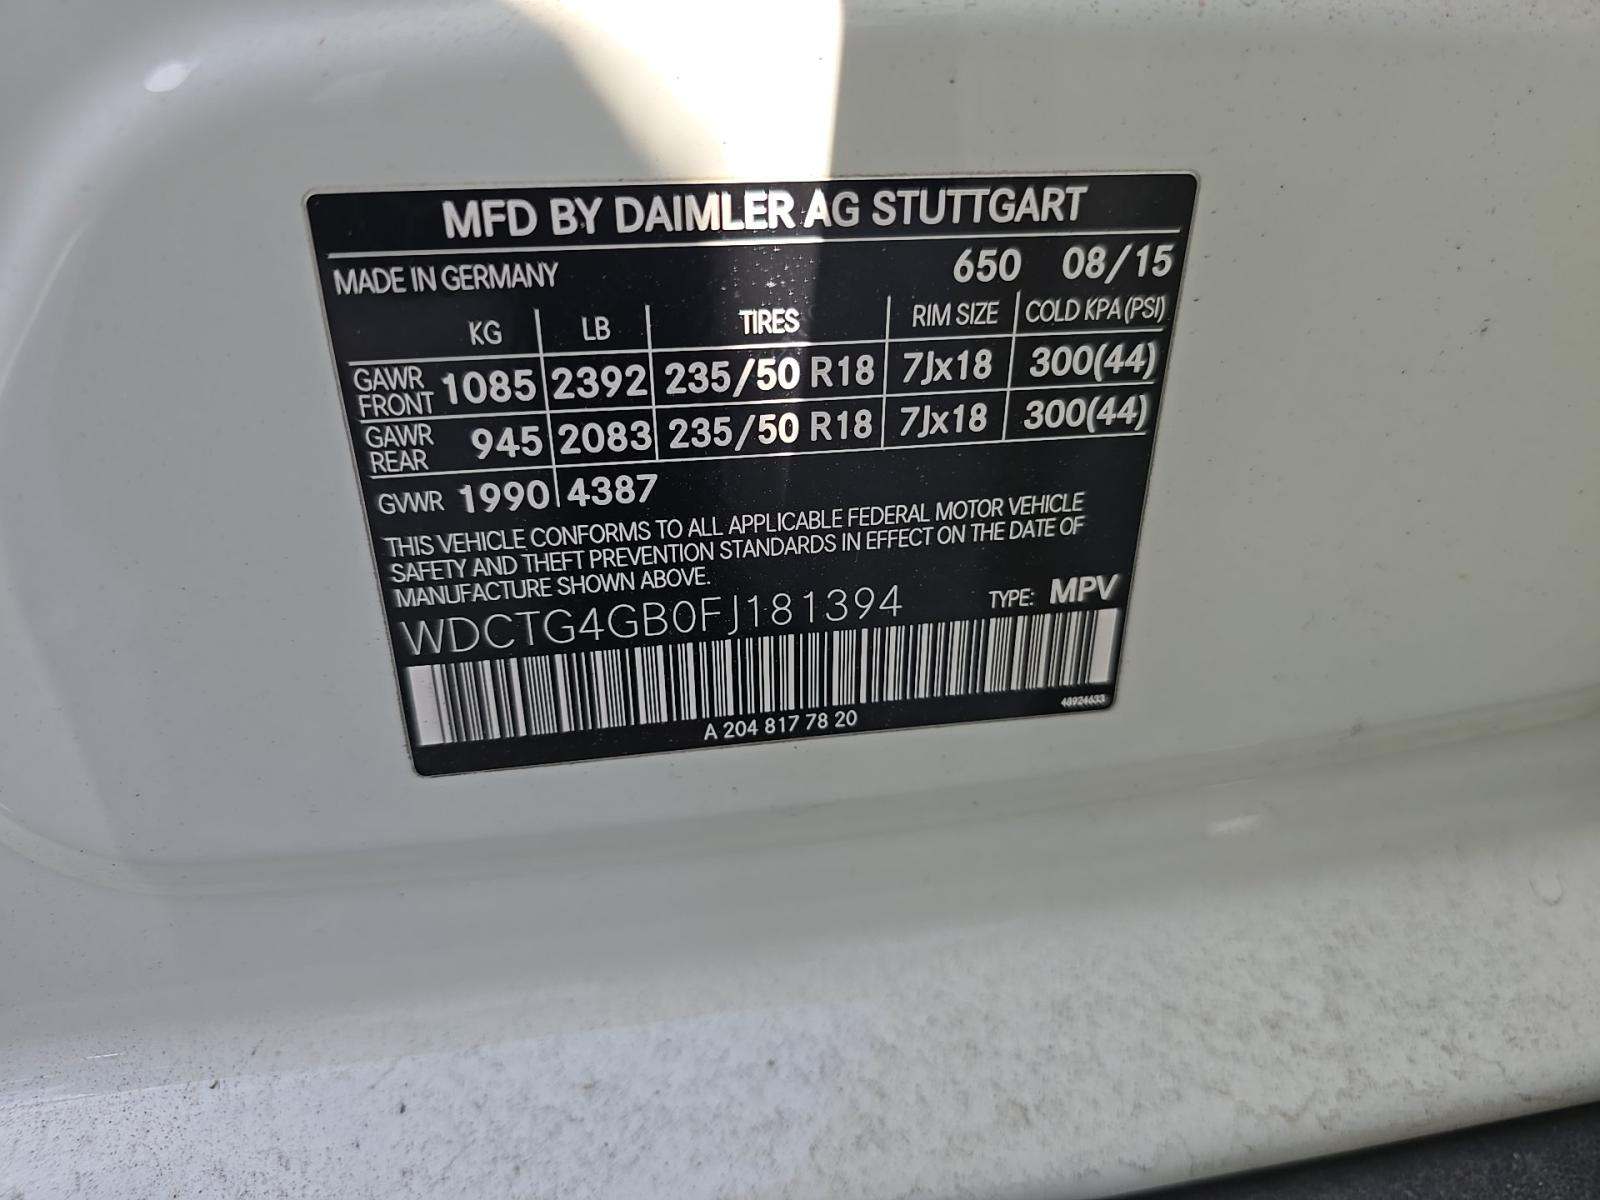 MFD BY DAIMLER AG STUTTGART
MADE IN GERMANY 650 08/15
KG LB TIRES RIM SIZE COLD KPA (PSI)
GAWR FRONT 1085 2392 235/50 R18 7Jx18 300(44)
GAWR REAR 945 2083 235/50 R18 7Jx18 300(44)
GVWR 1990 4387
THIS VEHICLE CONFORMS TO ALL APPLICABLE FEDERAL MOTOR VEHICLE
SAFETY AND THEFT PREVENTION STANDARDS IN EFFECT ON THE DATE OF
MANUFACTURE SHOWN ABOVE.
WDCTG4GB0FJ181394 TYPE: MPV
48924633
A 204 817 78 20